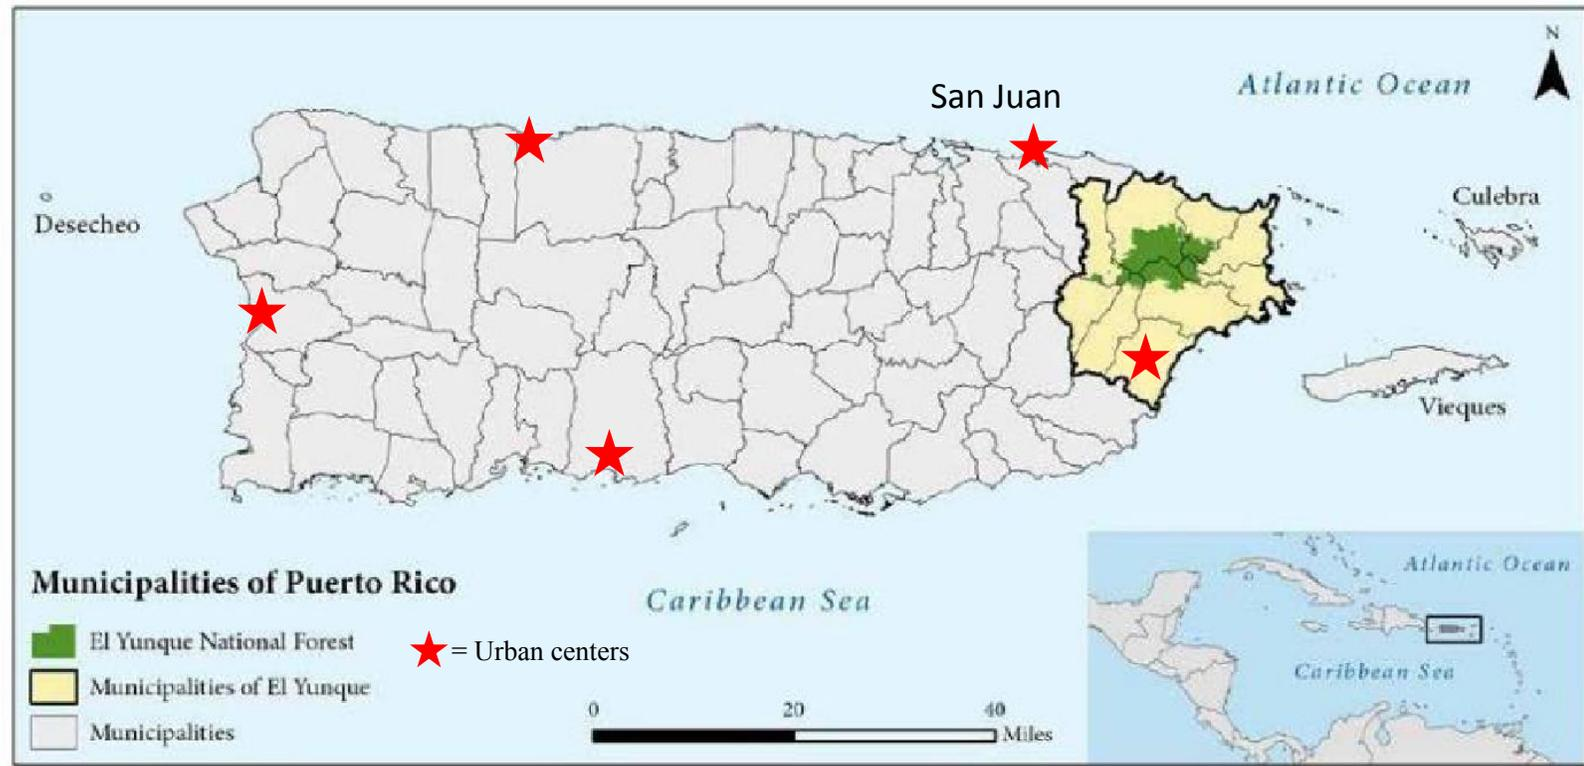 N
Atlantic Ocean
San Juan
Culebra
Desecheo
Vieques
Municipalities of Puerto Rico
El Yunque National Forest
= Urban centers
Municipalities of El Yunque
Municipalities
Caribbean Sea
0 20 40
Miles
Atlantic Ocean
Caribbean Sea